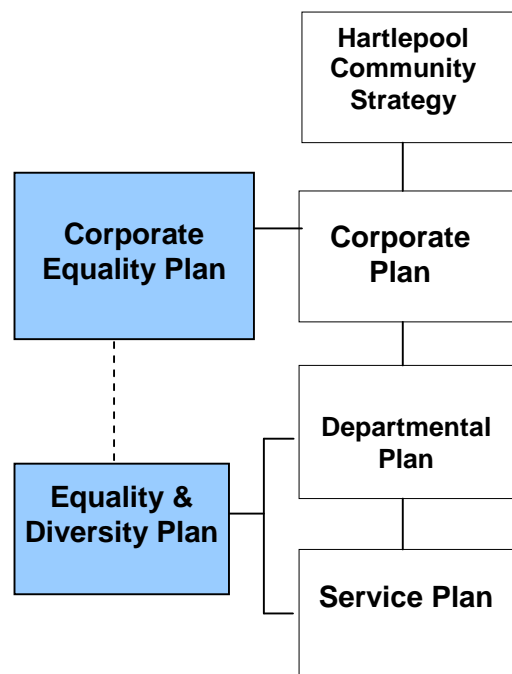 Hartlepool
Community
Strategy
Corporate
Equality Plan
Corporate
Plan
Departmental
Plan
Equality &
Diversity Plan
Service Plan